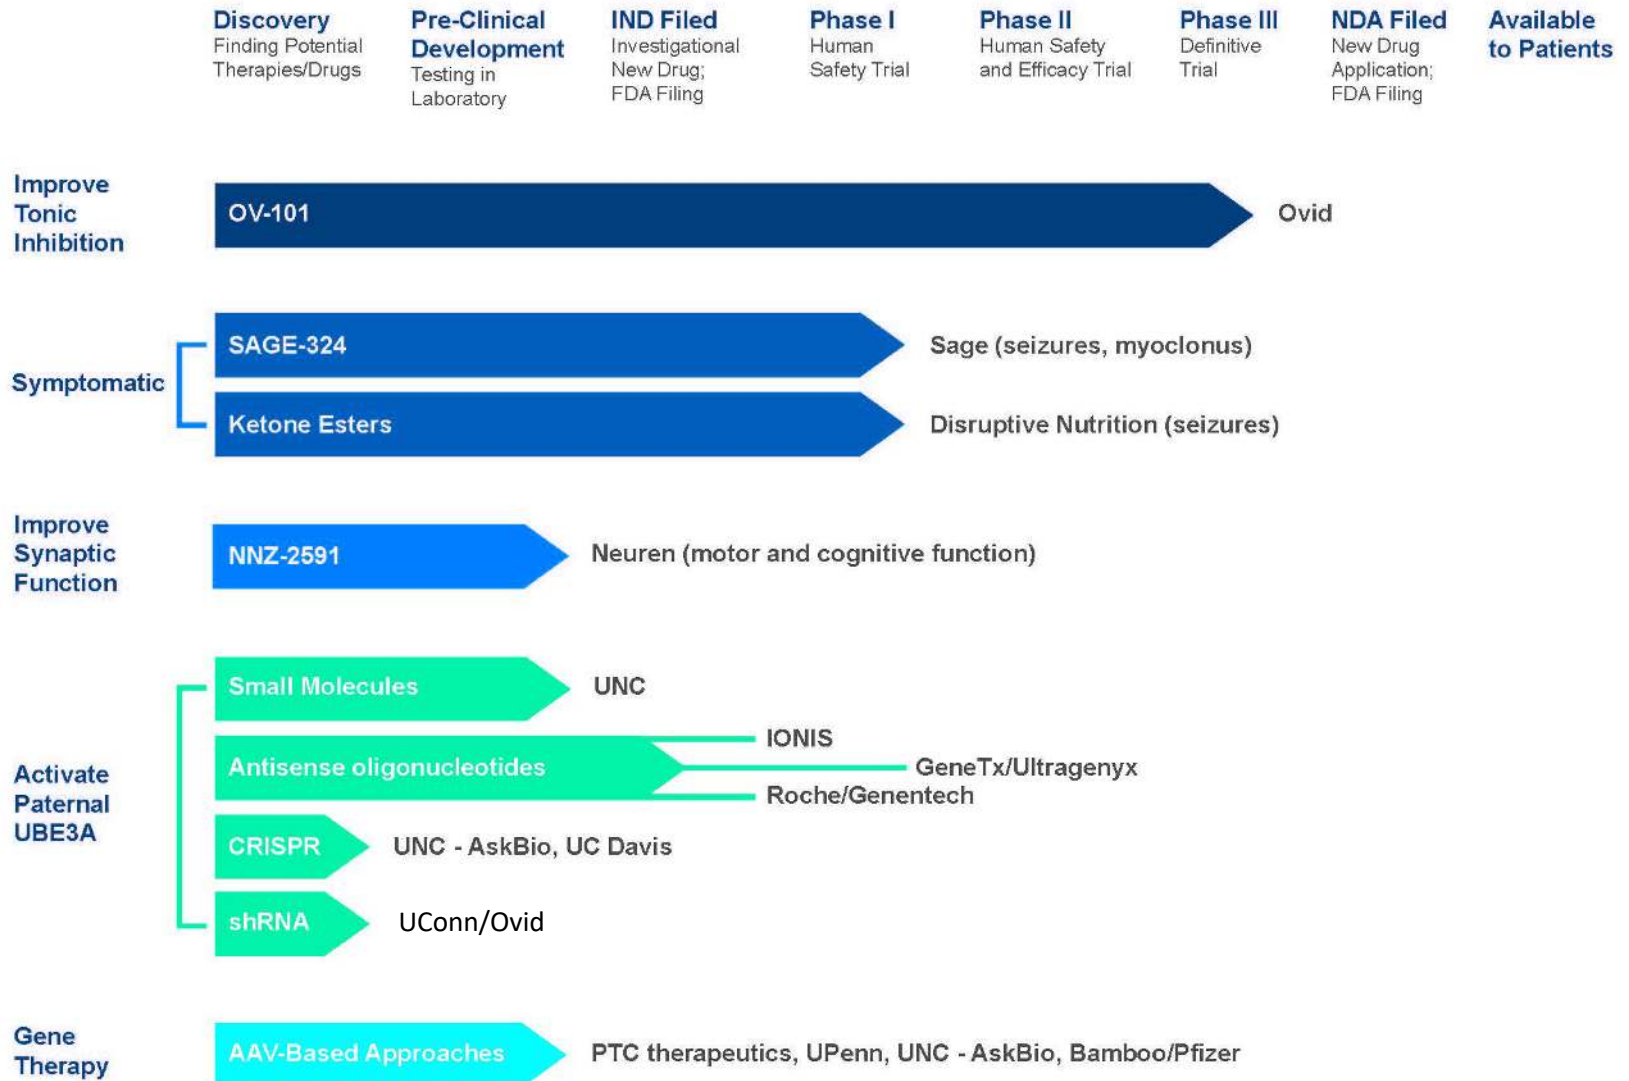 Discovery
Finding Potential
Therapies/Drugs
Pre-Clinical
Development
Testing in
Laboratory
IND Filed
Investigational
New Drug;
FDA Filing
Phase I
Human
Safety Trial
Phase II
Human Safety
and Efficacy Trial
Phase III
Definitive
Trial
NDA Filed
New Drug
Application;
FDA Filing
Available
to Patients
Improve
Tonic
Inhibition
OV-101
Ovid
Symptomatic
SAGE-324
Sage (seizures, myoclonus)
Ketone Esters
Disruptive Nutrition (seizures)
Improve
Synaptic
Function
NNZ-2591
Neuren (motor and cognitive function)
Activate
Paternal
UBE3A
Small Molecules
UNC
Antisense oligonucleotides
IONIS
GeneTx/Ultragenyx
Roche/Genentech
CRISPR
UNC - AskBio, UC Davis
shRNA
UConn/Ovid
Gene
Therapy
AAV-Based Approaches
PTC therapeutics, UPenn, UNC - AskBio, Bamboo/Pfizer